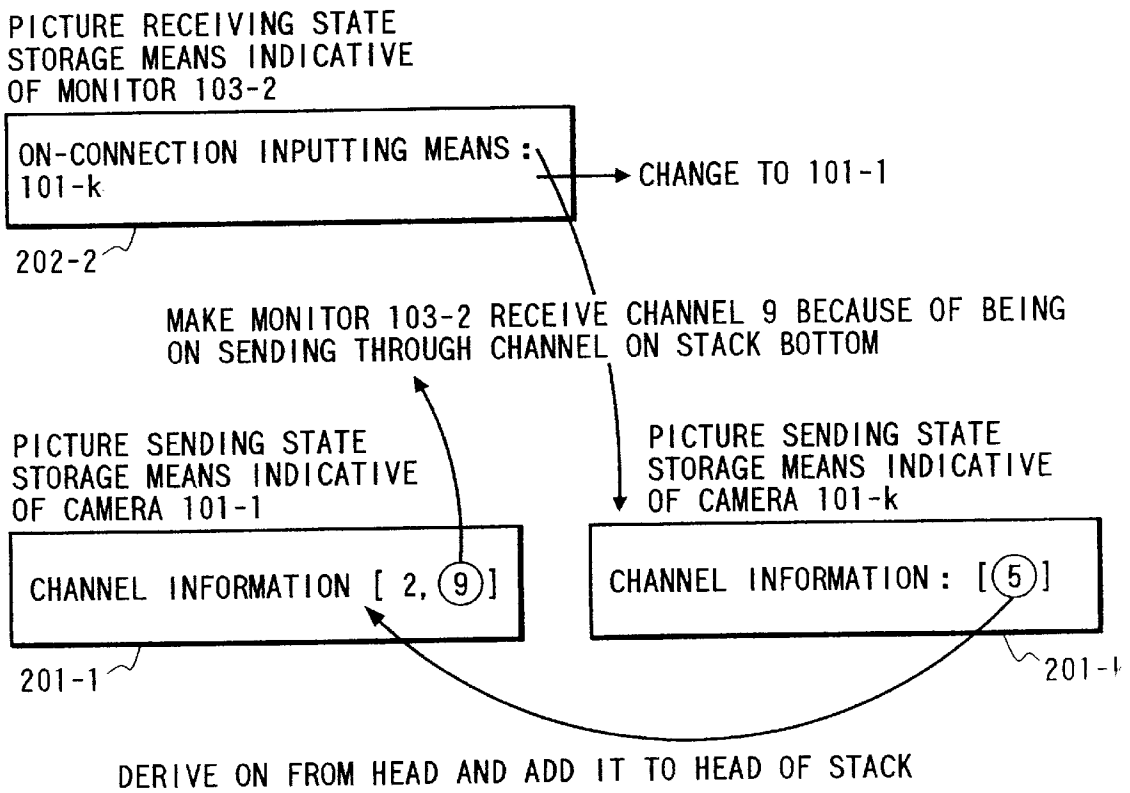 PICTURE RECEIVING STATE
STORAGE MEANS INDICATIVE
OF MONITOR 103-2
ON-CONNECTION INPUTTING MEANS :
101-k
CHANGE TO 101-1
202-2
MAKE MONITOR 103-2 RECEIVE CHANNEL 9 BECAUSE OF BEING
ON SENDING THROUGH CHANNEL ON STACK BOTTOM
PICTURE SENDING STATE
STORAGE MEANS INDICATIVE
OF CAMERA 101-1
CHANNEL INFORMATION [ 2, 9 ]
201-1
PICTURE SENDING STATE
STORAGE MEANS INDICATIVE
OF CAMERA 101-k
CHANNEL INFORMATION : [ 5 ]
201-
DERIVE ON FROM HEAD AND ADD IT TO HEAD OF STACK